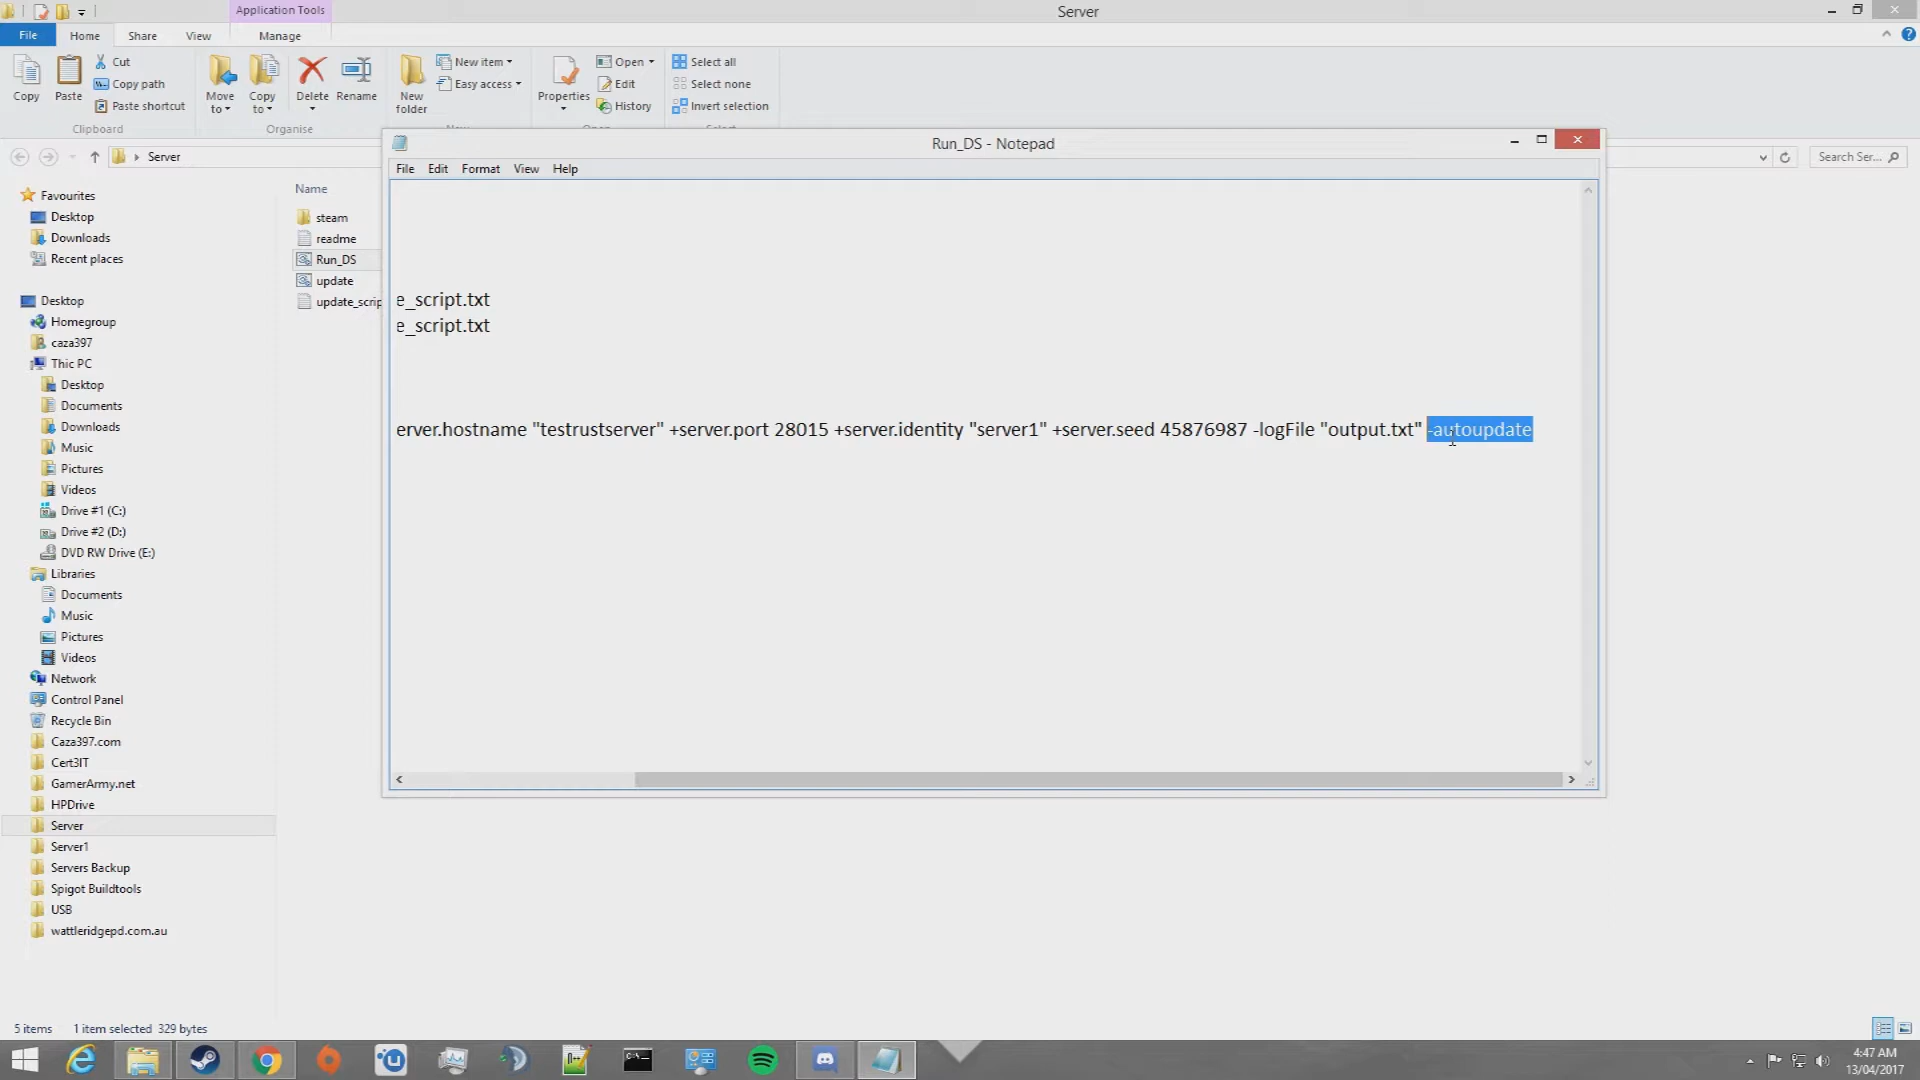 Application Tools
Server
File
Home
Share
View
Manage
Copy
Paste
Cut
Copy path
Paste shortcut
Clipboard
Move to
Copy to
Delete
Rename
Organise
New folder
New item
Easy access
New
Properties
Open
Edit
History
Open
Select all
Select none
Invert selection
Select
Server
Search Ser...
Favourites
Desktop
Downloads
Recent places
Desktop
Homegroup
caza397
Thic PC
Desktop
Documents
Downloads
Music
Pictures
Videos
Drive #1 (C:)
Drive #2 (D:)
DVD RW Drive (E:)
Libraries
Documents
Music
Pictures
Videos
Network
Control Panel
Recycle Bin
Caza397.com
Cert3IT
GamerArmy.net
HPDrive
Server
Server1
Servers Backup
Spigot Buildtools
USB
wattleridgepd.com.au
Name
steam
readme
Run_DS
update
update_scrip
Run_DS - Notepad
File Edit Format View Help
e_script.txt
e_script.txt
erver.hostname "testrustserver" +server.port 28015 +server.identity "server1" +server.seed 45876987 -logFile "output.txt" -autoupdate
5 items 1 item selected 329 bytes
4:47 AM
13/04/2017